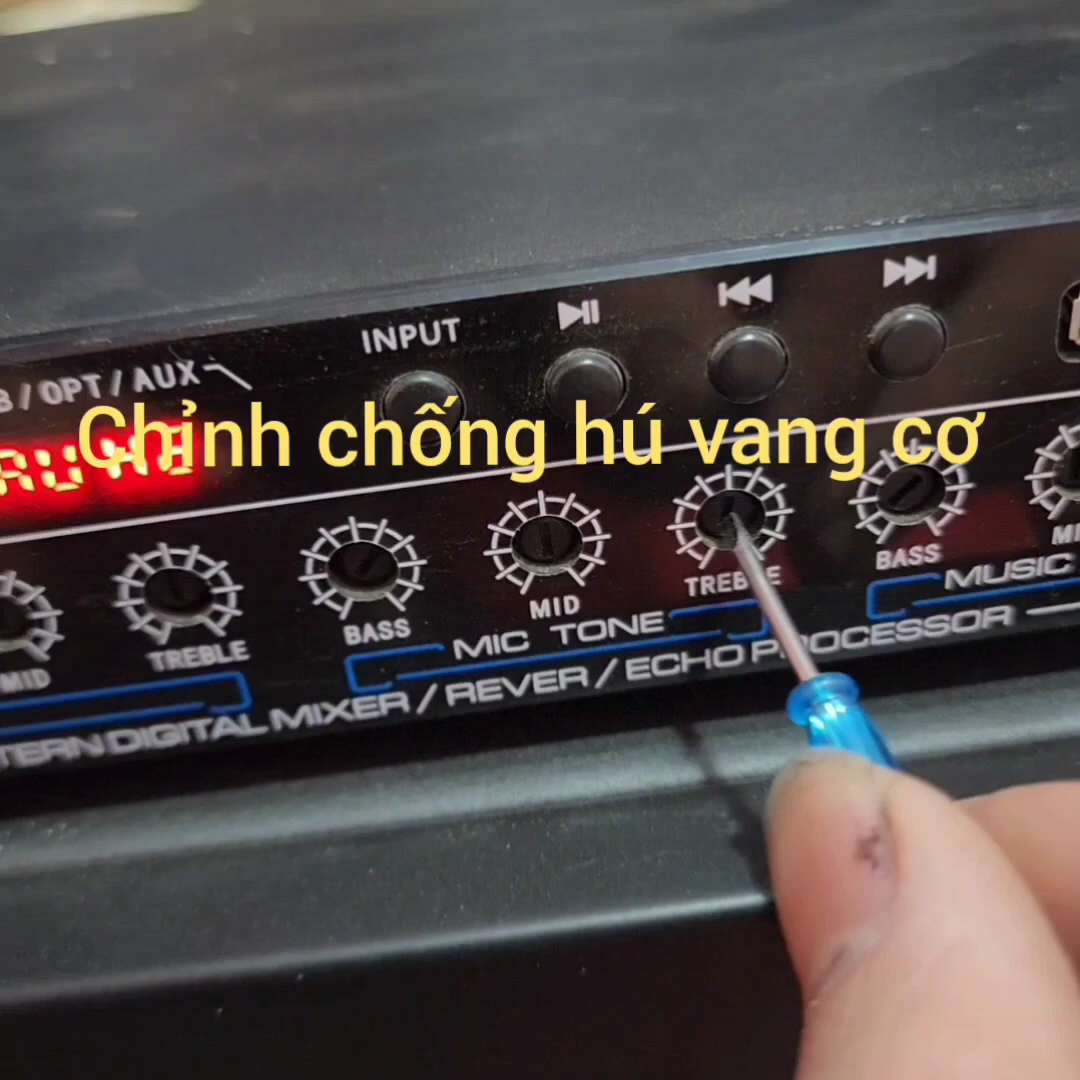 INPUT
/OPT/AUX
Chỉnh chống hú vang cơ
MID
TREBLE
BASS
MID
TREBLE
BASS
MIC TONE
MUSIC
TERN DIGITAL MIXER / REVER / ECHO PROCESSOR